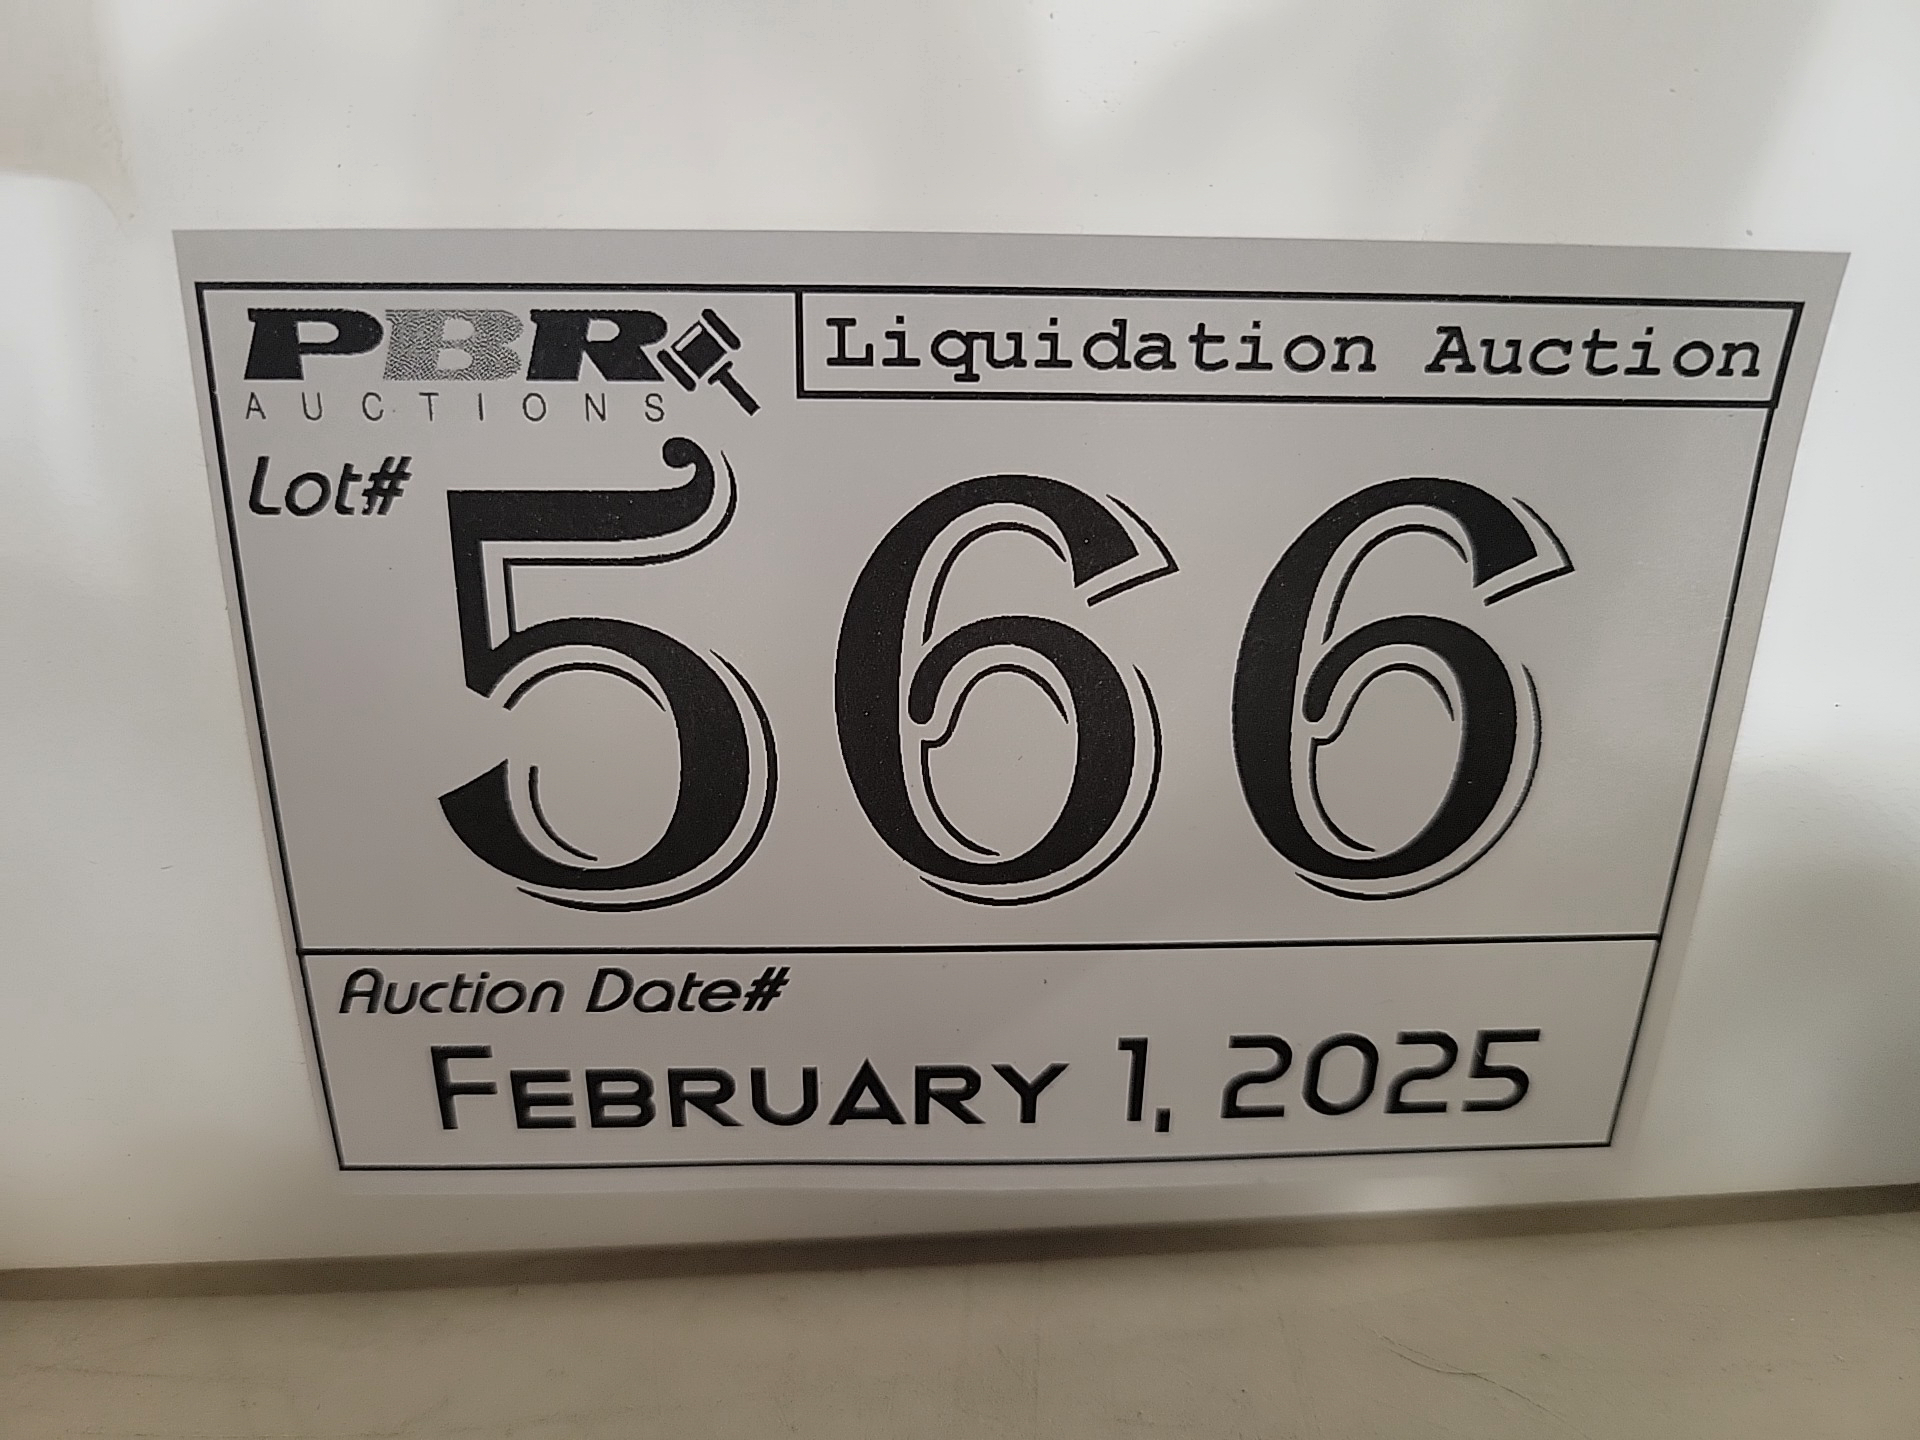 PBR
AUCTIONS
Liquidation Auction
Lot#
566
Auction Date#
FEBRUARY 1, 2025